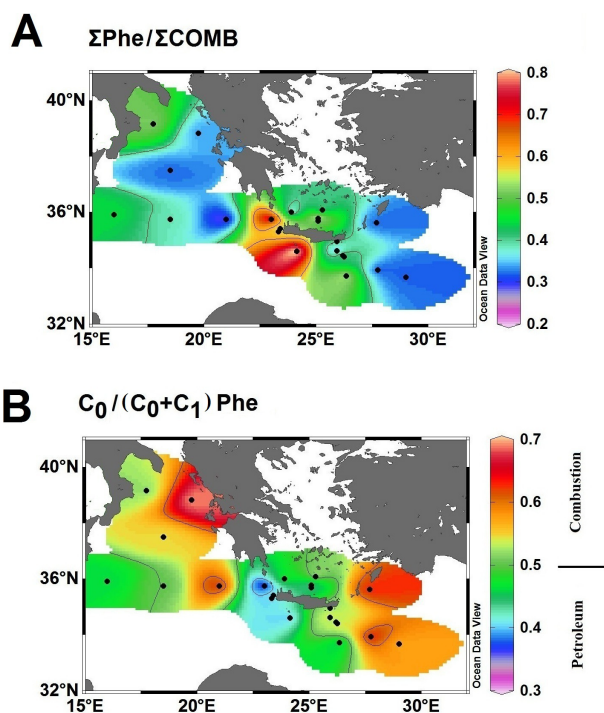 A
ΣPhe/ΣCOMB
40°N
36°N
32°N
15°E
20°E
25°E
30°E
Ocean Data View
0.8
0.7
0.6
0.5
0.4
0.3
0.2
B
C₀/(C₀+C₁) Phe
40°N
36°N
32°N
15°E
20°E
25°E
30°E
Ocean Data View
0.7
0.6
0.5
0.4
0.3
Combustion
Petroleum